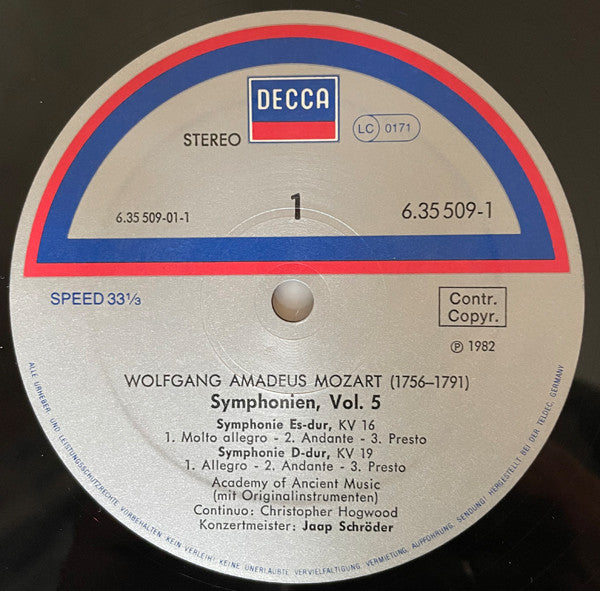 DECCA
STEREO
LC 0171
1
6.35 509-01-1
6.35 509-1
SPEED 33⅓
Contr.
Copyr.
℗ 1982
WOLFGANG AMADEUS MOZART (1756–1791)
Symphonien, Vol. 5
Symphonie Es-dur, KV 16
1. Molto allegro - 2. Andante - 3. Presto
Symphonie D-dur, KV 19
1. Allegro - 2. Andante - 3. Presto
Academy of Ancient Music
(mit Originalinstrumenten)
Continuo: Christopher Hogwood
Konzertmeister: Jaap Schröder
ALLE URHEBER- UND LEISTUNGSSCHUTZRECHTE VORBEHALTEN. KEIN VERLEIH! KEINE UNERLAUBTE VERVIELFÄLTIGUNG, VERMIETUNG, AUFFÜHRUNG, SENDUNG! HERGESTELLT BEI DER TELDEC, GERMANY